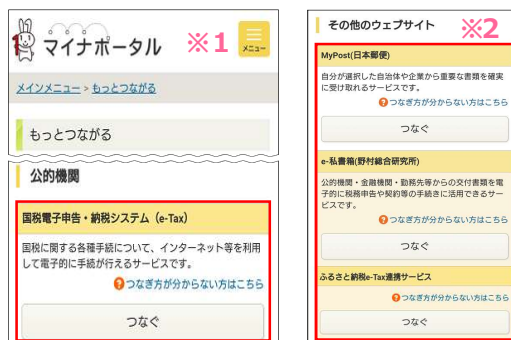 マイナポータル
※1
メニュー
メインメニュー > もっとつながる
もっとつながる
公的機関
国税電子申告・納税システム（e-Tax）
国税に関する各種手続について、インターネット等を利用
して電子的に手続が行えるサービスです。
?つなぎ方が分からない方はこちら
つなぐ
その他のウェブサイト
※2
MyPost(日本郵便)
自分が選択した自治体や企業から重要な書類を確実
に受け取れるサービスです。
?つなぎ方が分からない方はこちら
つなぐ
e-私書箱(野村総合研究所)
公的機関・金融機関・勤務先等からの交付書類を電
子的に税務申告や契約等の手続きに活用できるサー
ビスです。
?つなぎ方が分からない方はこちら
つなぐ
ふるさと納税e-Tax連携サービス
?つなぎ方が分からない方はこちら
つなぐ